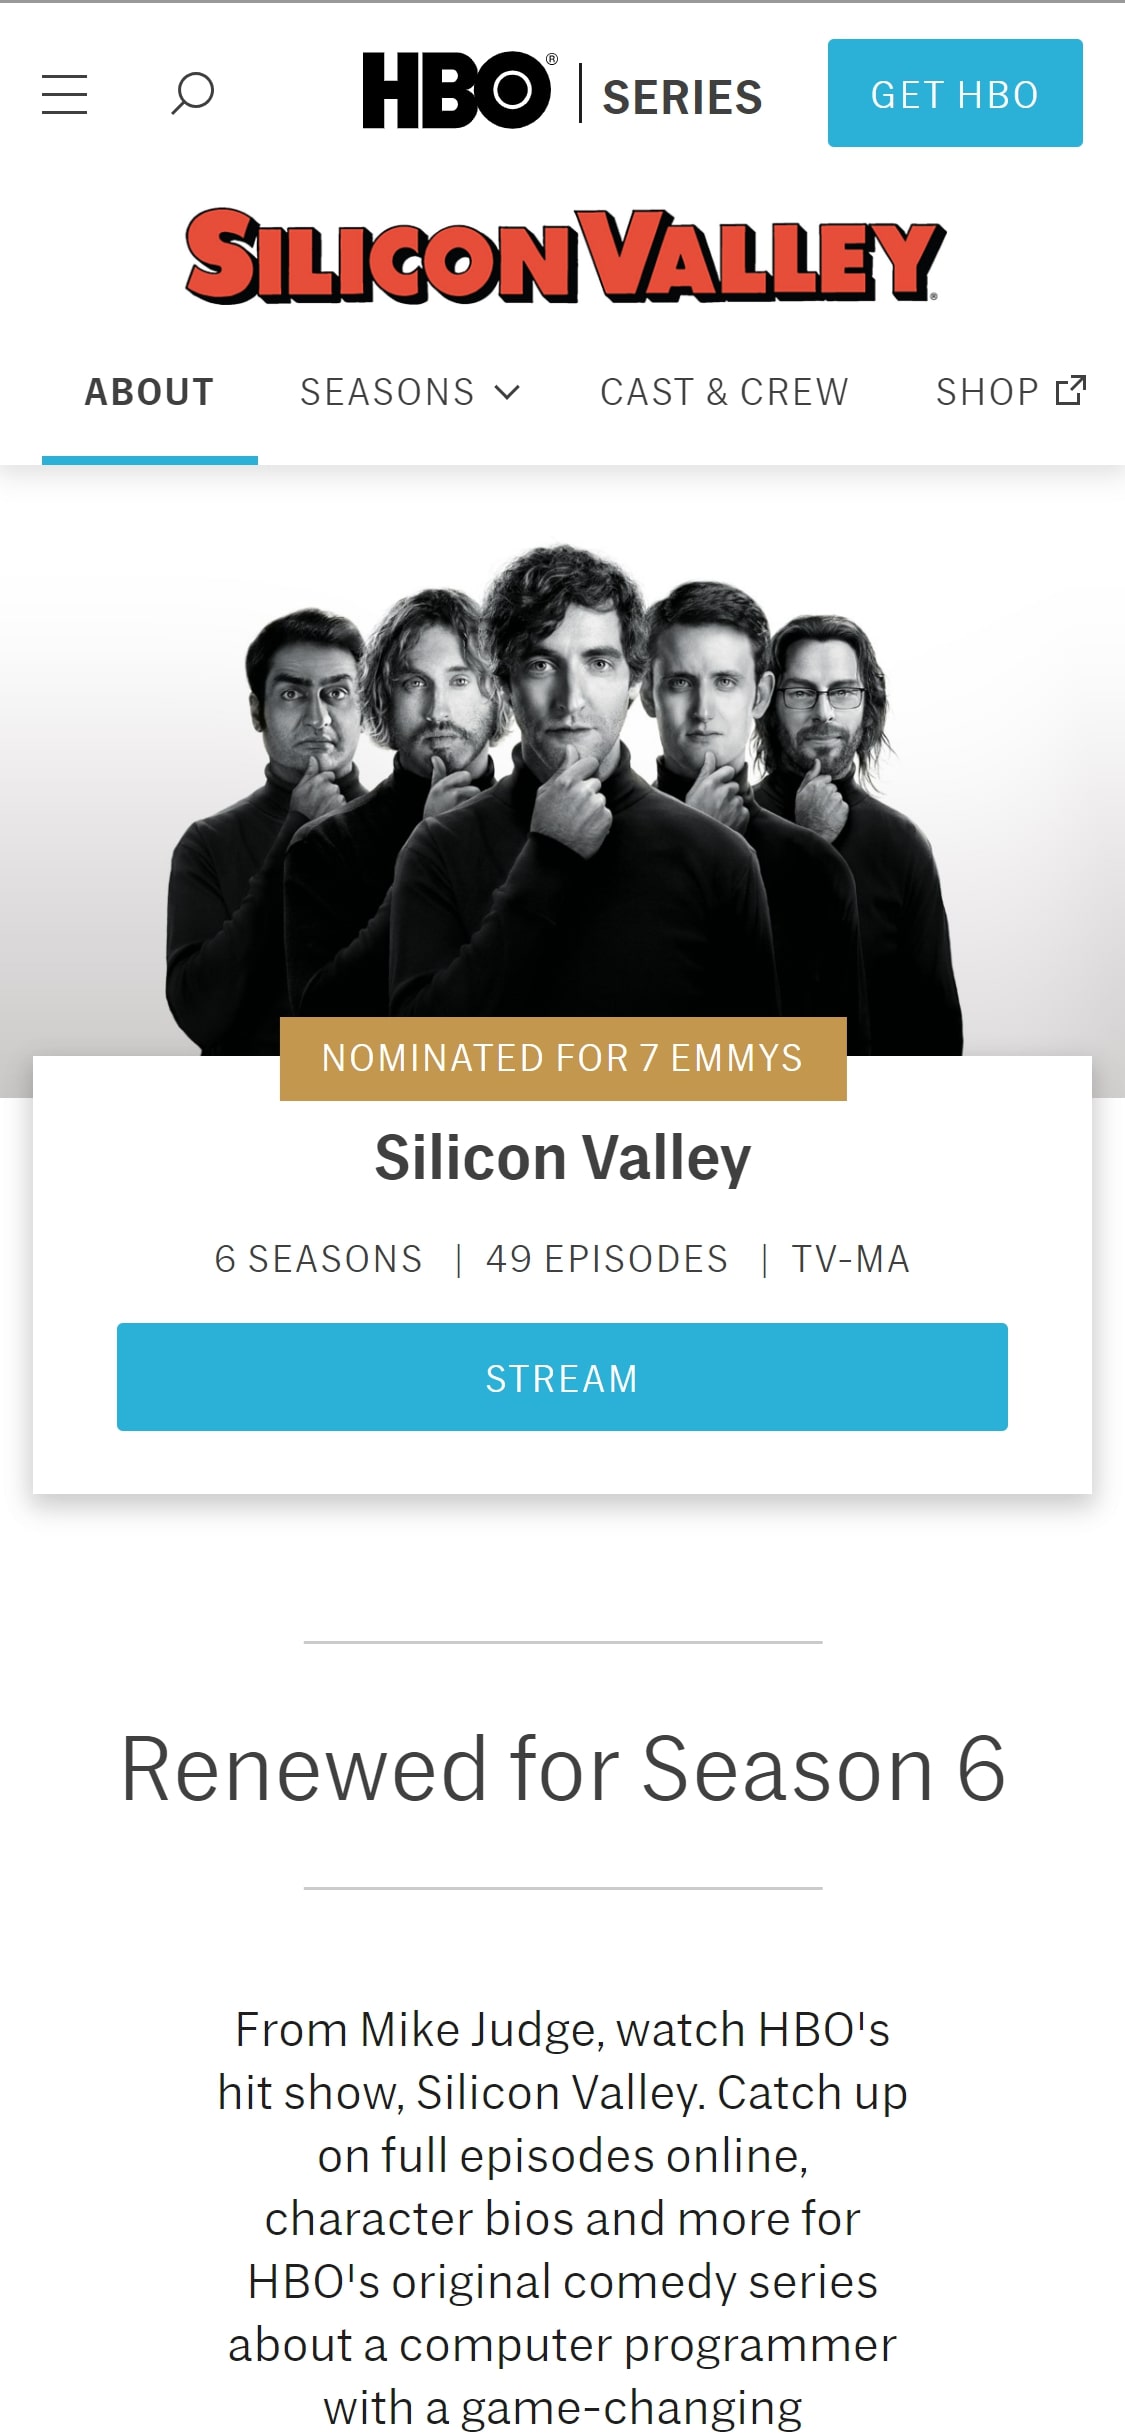 HBO® | SERIES
GET HBO
SILICON VALLEY®
ABOUT SEASONS CAST & CREW SHOP
NOMINATED FOR 7 EMMYS
Silicon Valley
6 SEASONS | 49 EPISODES | TV-MA
STREAM
Renewed for Season 6
From Mike Judge, watch HBO's
hit show, Silicon Valley. Catch up
on full episodes online,
character bios and more for
HBO's original comedy series
about a computer programmer
with a game-changing